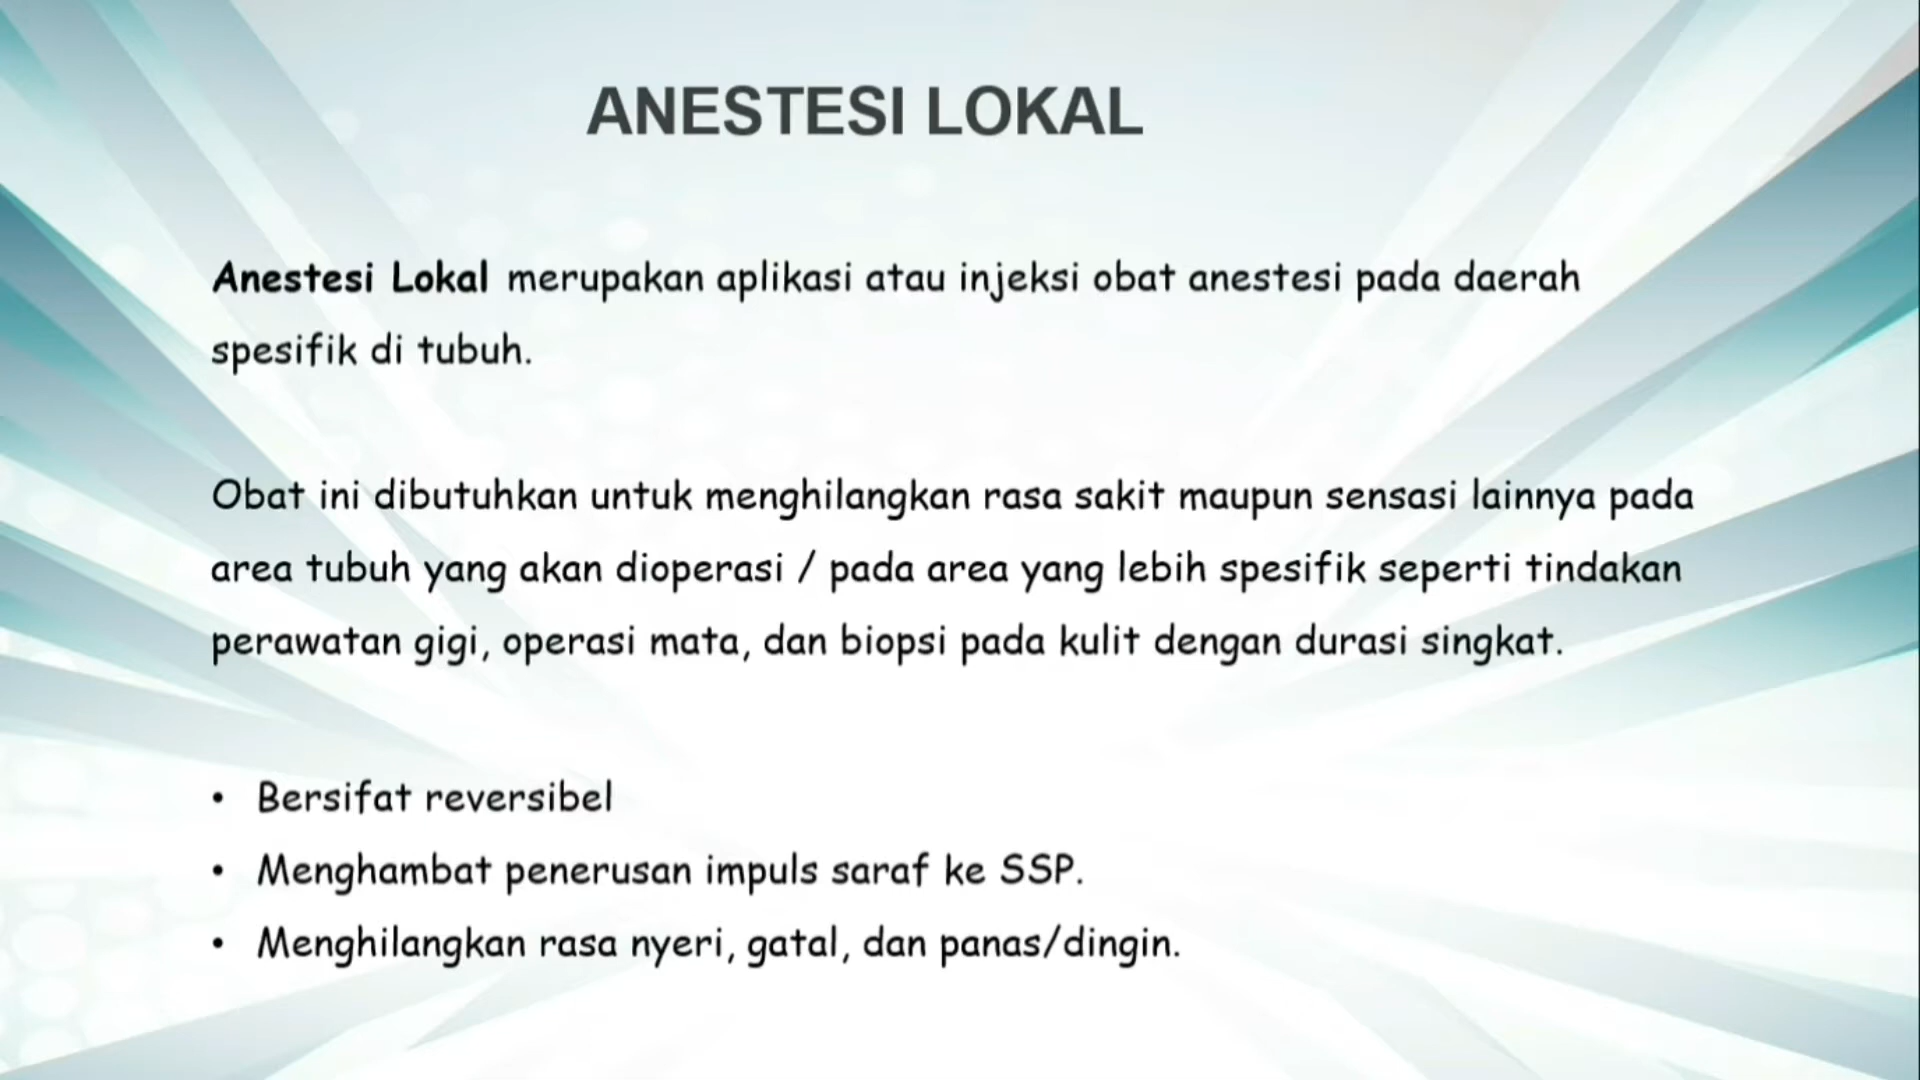 ANESTESI LOKAL
Anestesi Lokal merupakan aplikasi atau injeksi obat anestesi pada daerah
spesifik di tubuh.
Obat ini dibutuhkan untuk menghilangkan rasa sakit maupun sensasi lainnya pada
area tubuh yang akan dioperasi / pada area yang lebih spesifik seperti tindakan
perawatan gigi, operasi mata, dan biopsi pada kulit dengan durasi singkat.
• Bersifat reversibel
• Menghambat penerusan impuls saraf ke SSP.
• Menghilangkan rasa nyeri, gatal, dan panas/dingin.